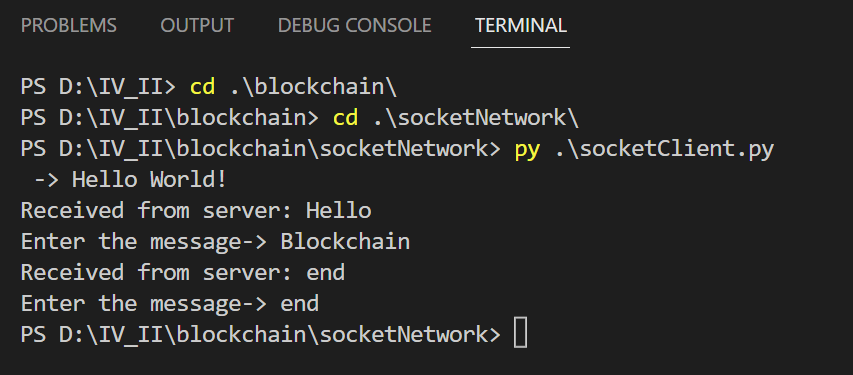 PROBLEMS OUTPUT DEBUG CONSOLE TERMINAL
PS D:\IV_II> cd .\blockchain\
PS D:\IV_II\blockchain> cd .\socketNetwork\
PS D:\IV_II\blockchain\socketNetwork> py .\socketClient.py
 -> Hello World!
Received from server: Hello
Enter the message-> Blockchain
Received from server: end
Enter the message-> end
PS D:\IV_II\blockchain\socketNetwork>